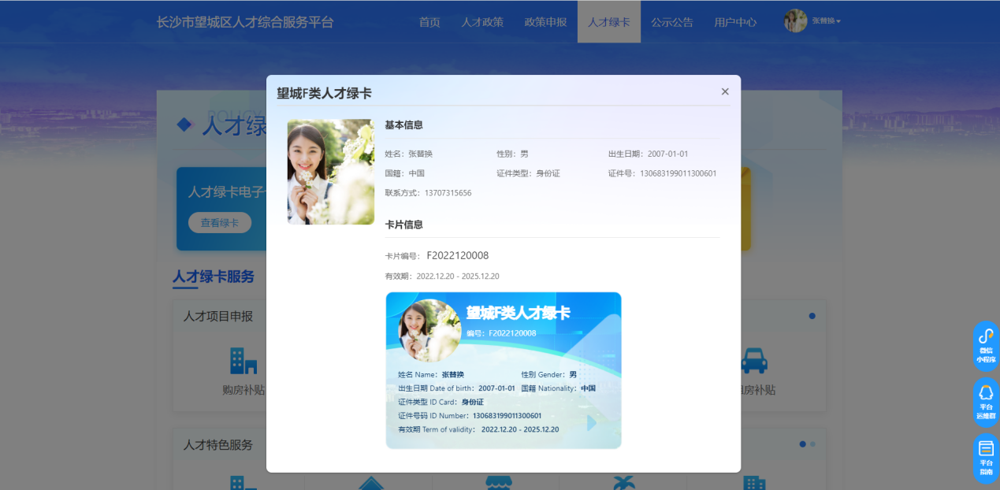 长沙市望城区人才综合服务平台
首页 人才政策 政策申报 人才绿卡 公示公告 用户中心 张替换
POLICY
人才绿
人才绿卡电子
查看绿卡
人才绿卡服务
人才项目申报
购房补贴
房补贴
人才特色服务
望城F类人才绿卡
基本信息
姓名：张替换 性别：男 出生日期：2007-01-01
国籍：中国 证件类型：身份证 证件号：130683199011300601
联系方式：13707315656
卡片信息
卡片编号：F2022120008
有效期：2022.12.20 - 2025.12.20
望城F类人才绿卡
编号：F2022120008
姓名 Name：张替换 性别 Gender：男
出生日期 Date of birth：2007-01-01 国籍 Nationality：中国
证件类型 ID Card：身份证
证件号码 ID Number：130683199011300601
有效期 Term of validity： 2022.12.20 - 2025.12.20
微信
小程序
平台
运维群
平台
指南